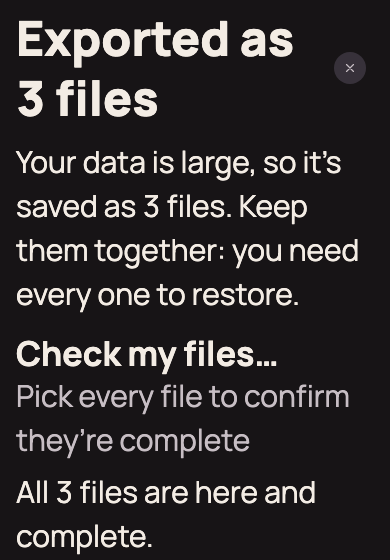 Exported as
3 files
Your data is large, so it’s
saved as 3 files. Keep
them together: you need
every one to restore.
Check my files…
Pick every file to confirm
they’re complete
All 3 files are here and
complete.